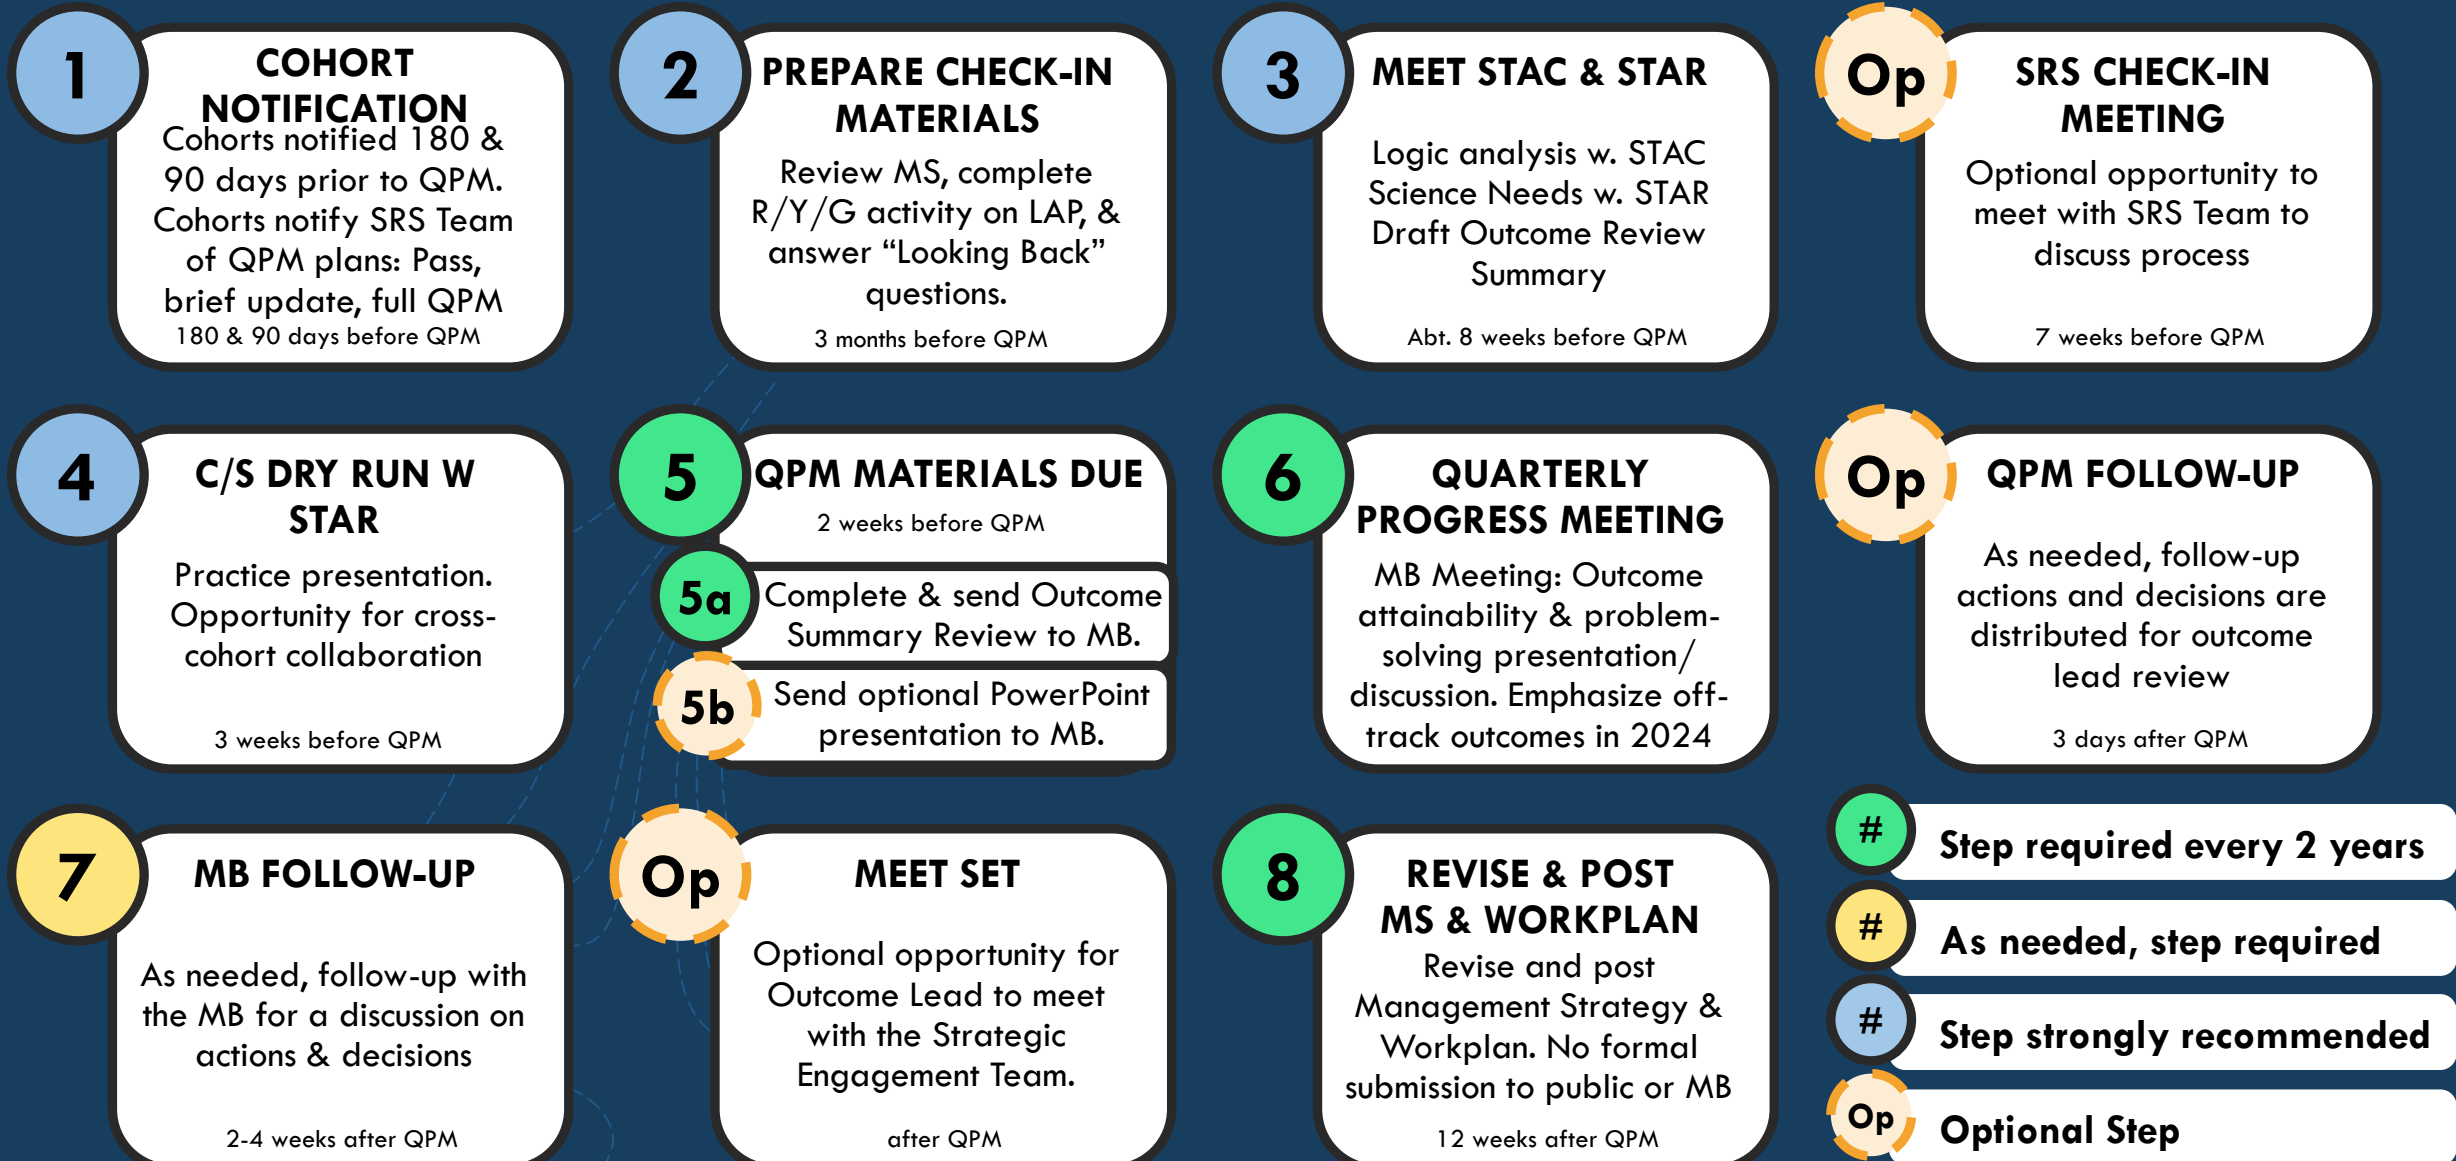 1
COHORT
NOTIFICATION
Cohorts notified 180 &
90 days prior to QPM.
Cohorts notify SRS Team
of QPM plans: Pass,
brief update, full QPM
180 & 90 days before QPM
2
PREPARE CHECK-IN
MATERIALS
Review MS, complete
R/Y/G activity on LAP, &
answer “Looking Back”
questions.
3 months before QPM
3
MEET STAC & STAR
Logic analysis w. STAC
Science Needs w. STAR
Draft Outcome Review
Summary
Abt. 8 weeks before QPM
Op
SRS CHECK-IN
MEETING
Optional opportunity to
meet with SRS Team to
discuss process
7 weeks before QPM
4
C/S DRY RUN W
STAR
Practice presentation.
Opportunity for cross-
cohort collaboration
3 weeks before QPM
5
QPM MATERIALS DUE
2 weeks before QPM
5a
Complete & send Outcome
Summary Review to MB.
5b
Send optional PowerPoint
presentation to MB.
6
QUARTERLY
PROGRESS MEETING
MB Meeting: Outcome
attainability & problem-
solving presentation/
discussion. Emphasize off-
track outcomes in 2024
Op
QPM FOLLOW-UP
As needed, follow-up
actions and decisions are
distributed for outcome
lead review
3 days after QPM
7
MB FOLLOW-UP
As needed, follow-up with
the MB for a discussion on
actions & decisions
2-4 weeks after QPM
Op
MEET SET
Optional opportunity for
Outcome Lead to meet
with the Strategic
Engagement Team.
after QPM
8
REVISE & POST
MS & WORKPLAN
Revise and post
Management Strategy &
Workplan. No formal
submission to public or MB
12 weeks after QPM
# Step required every 2 years
# As needed, step required
# Step strongly recommended
Op Optional Step